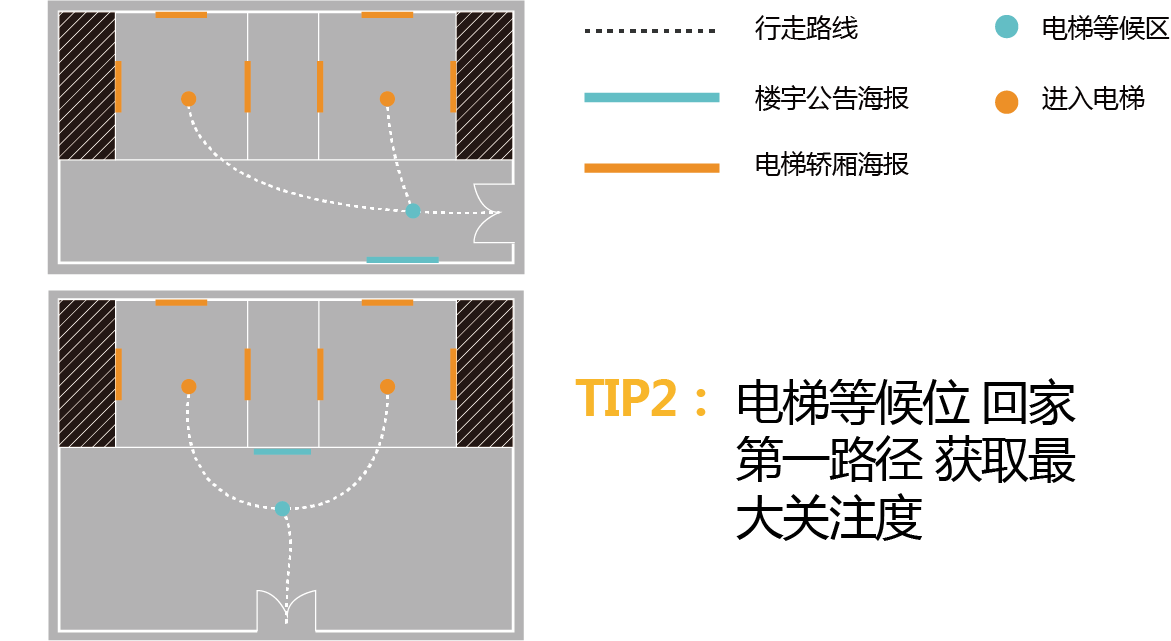 行走路线
电梯等候区
楼宇公告海报
进入电梯
电梯轿厢海报
TIP2：电梯等候位 回家
第一路径 获取最
大关注度